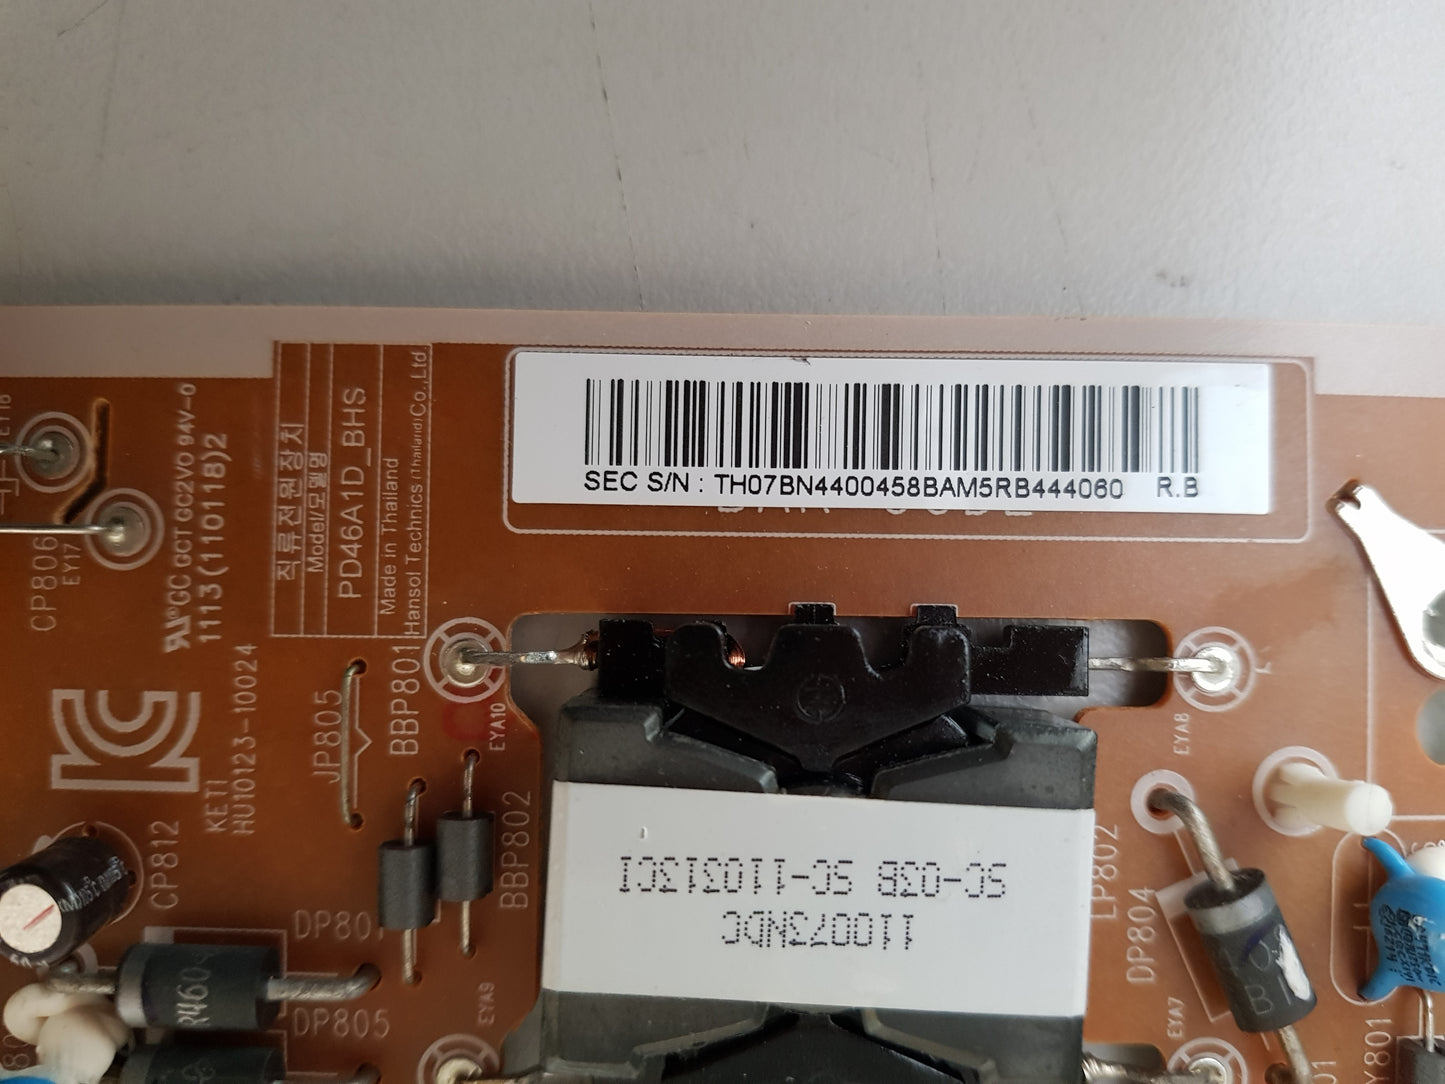 SEC S/N : TH07BN4400458BAM5RB444060 R.B
직류전원장치
Model/모델명
PD46A1D_BHS
Made in Thailand
Hansol Technics (Thailand)Co.,Ltd.
GC GCT GC2V0 94V-0
1113(110118)2
CP806
EY17
KC
KETI
HU10123-10024
JP805
BBP801
EYA10
BBP802
CP812
DP805
EYA9
SC-03B SC-110313CI
110073NDC
EYA8
LP802
DP804
EYA7